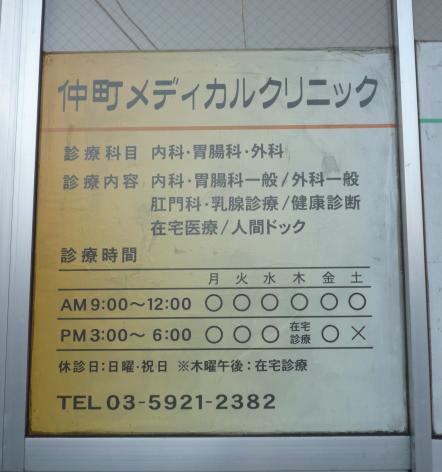 仲町メディカルクリニック
診療科目 内科・胃腸科・外科
診療内容 内科・胃腸科一般/外科一般
肛門科・乳腺診療/健康診断
在宅医療/人間ドック
診療時間
月 火 水 木 金 土
AM 9:00〜12:00 ○ ○ ○ ○ ○ ○
PM 3:00〜 6:00 ○ ○ ○ 在宅診療 ○ ×
休診日:日曜・祝日 ※木曜午後:在宅診療
TEL 03-5921-2382